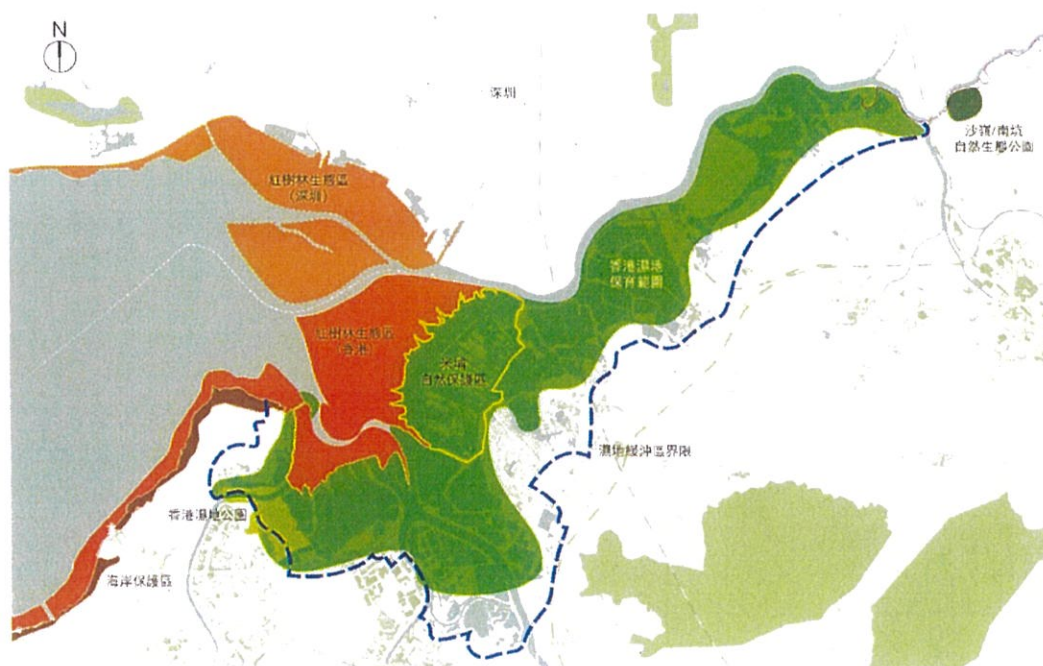 N
深圳
沙嶺/南坑
自然生態公園
紅樹林生態區
(深圳)
香港濕地
保育範圍
紅樹林生態區
(香港)
米埔
自然保護區
濕地緩沖區界限
香港濕地公園
海岸保護區